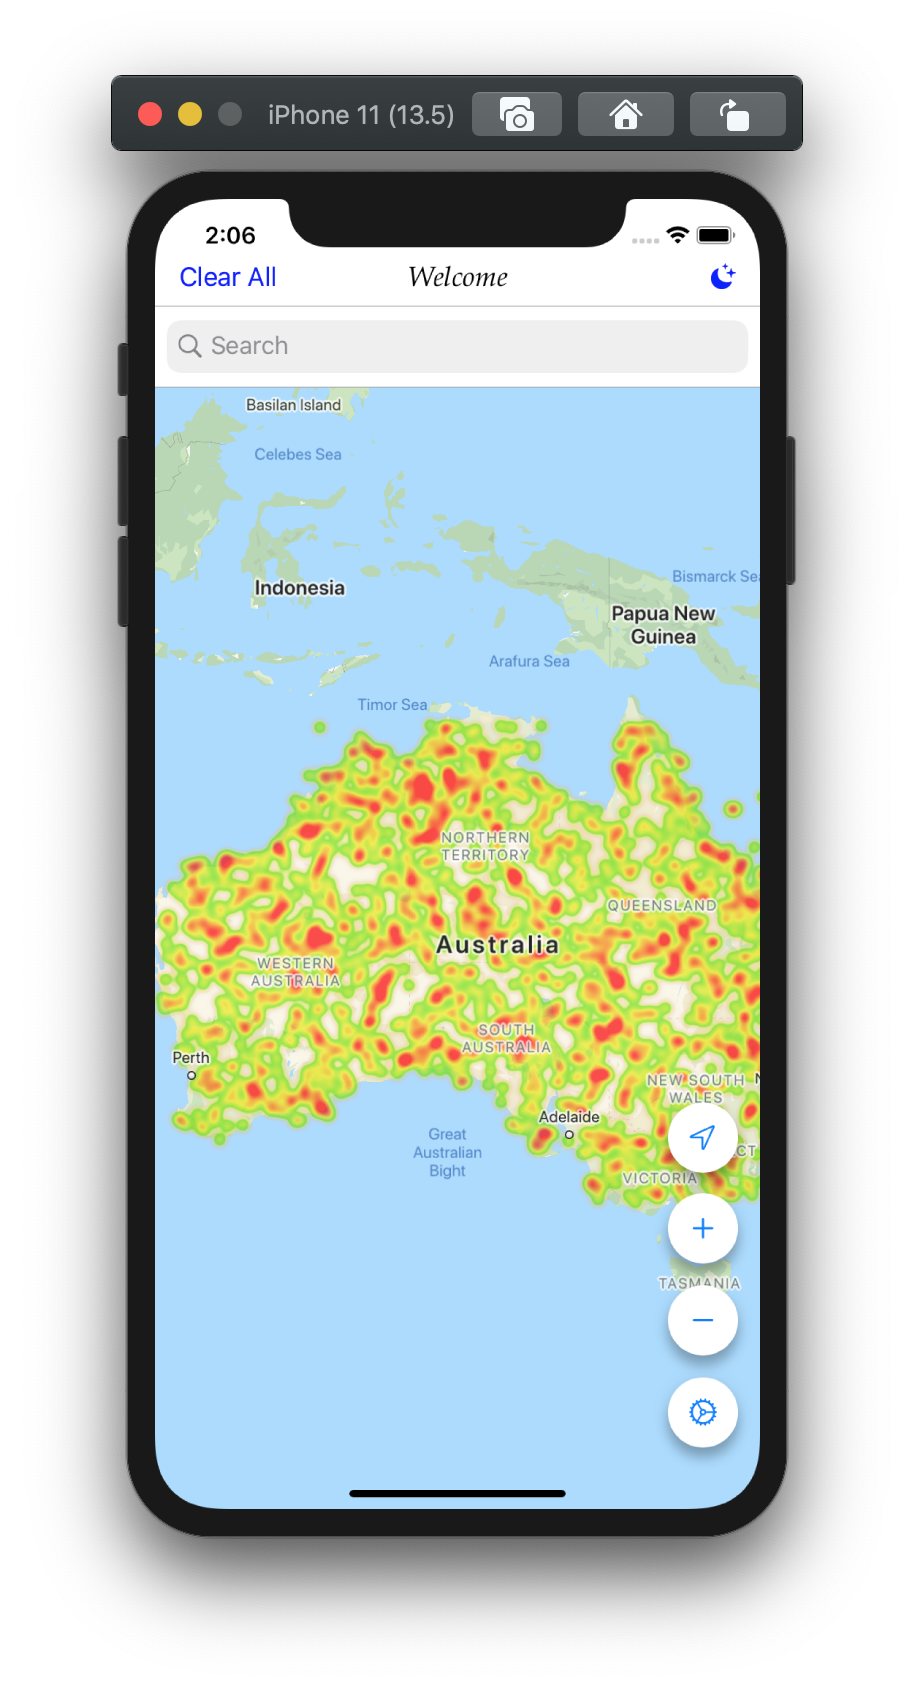 iPhone 11 (13.5)
2:06
Clear All
Welcome
Search
Basilan Island
Celebes Sea
Indonesia
Bismarck Sea
Papua New
Guinea
Arafura Sea
Timor Sea
NORTHERN
TERRITORY
QUEENSLAND
Australia
WESTERN
AUSTRALIA
SOUTH
AUSTRALIA
Perth
NEW SOUTH
WALES
Adelaide
Great
Australian
Bight
CT
VICTORIA
TASMANIA